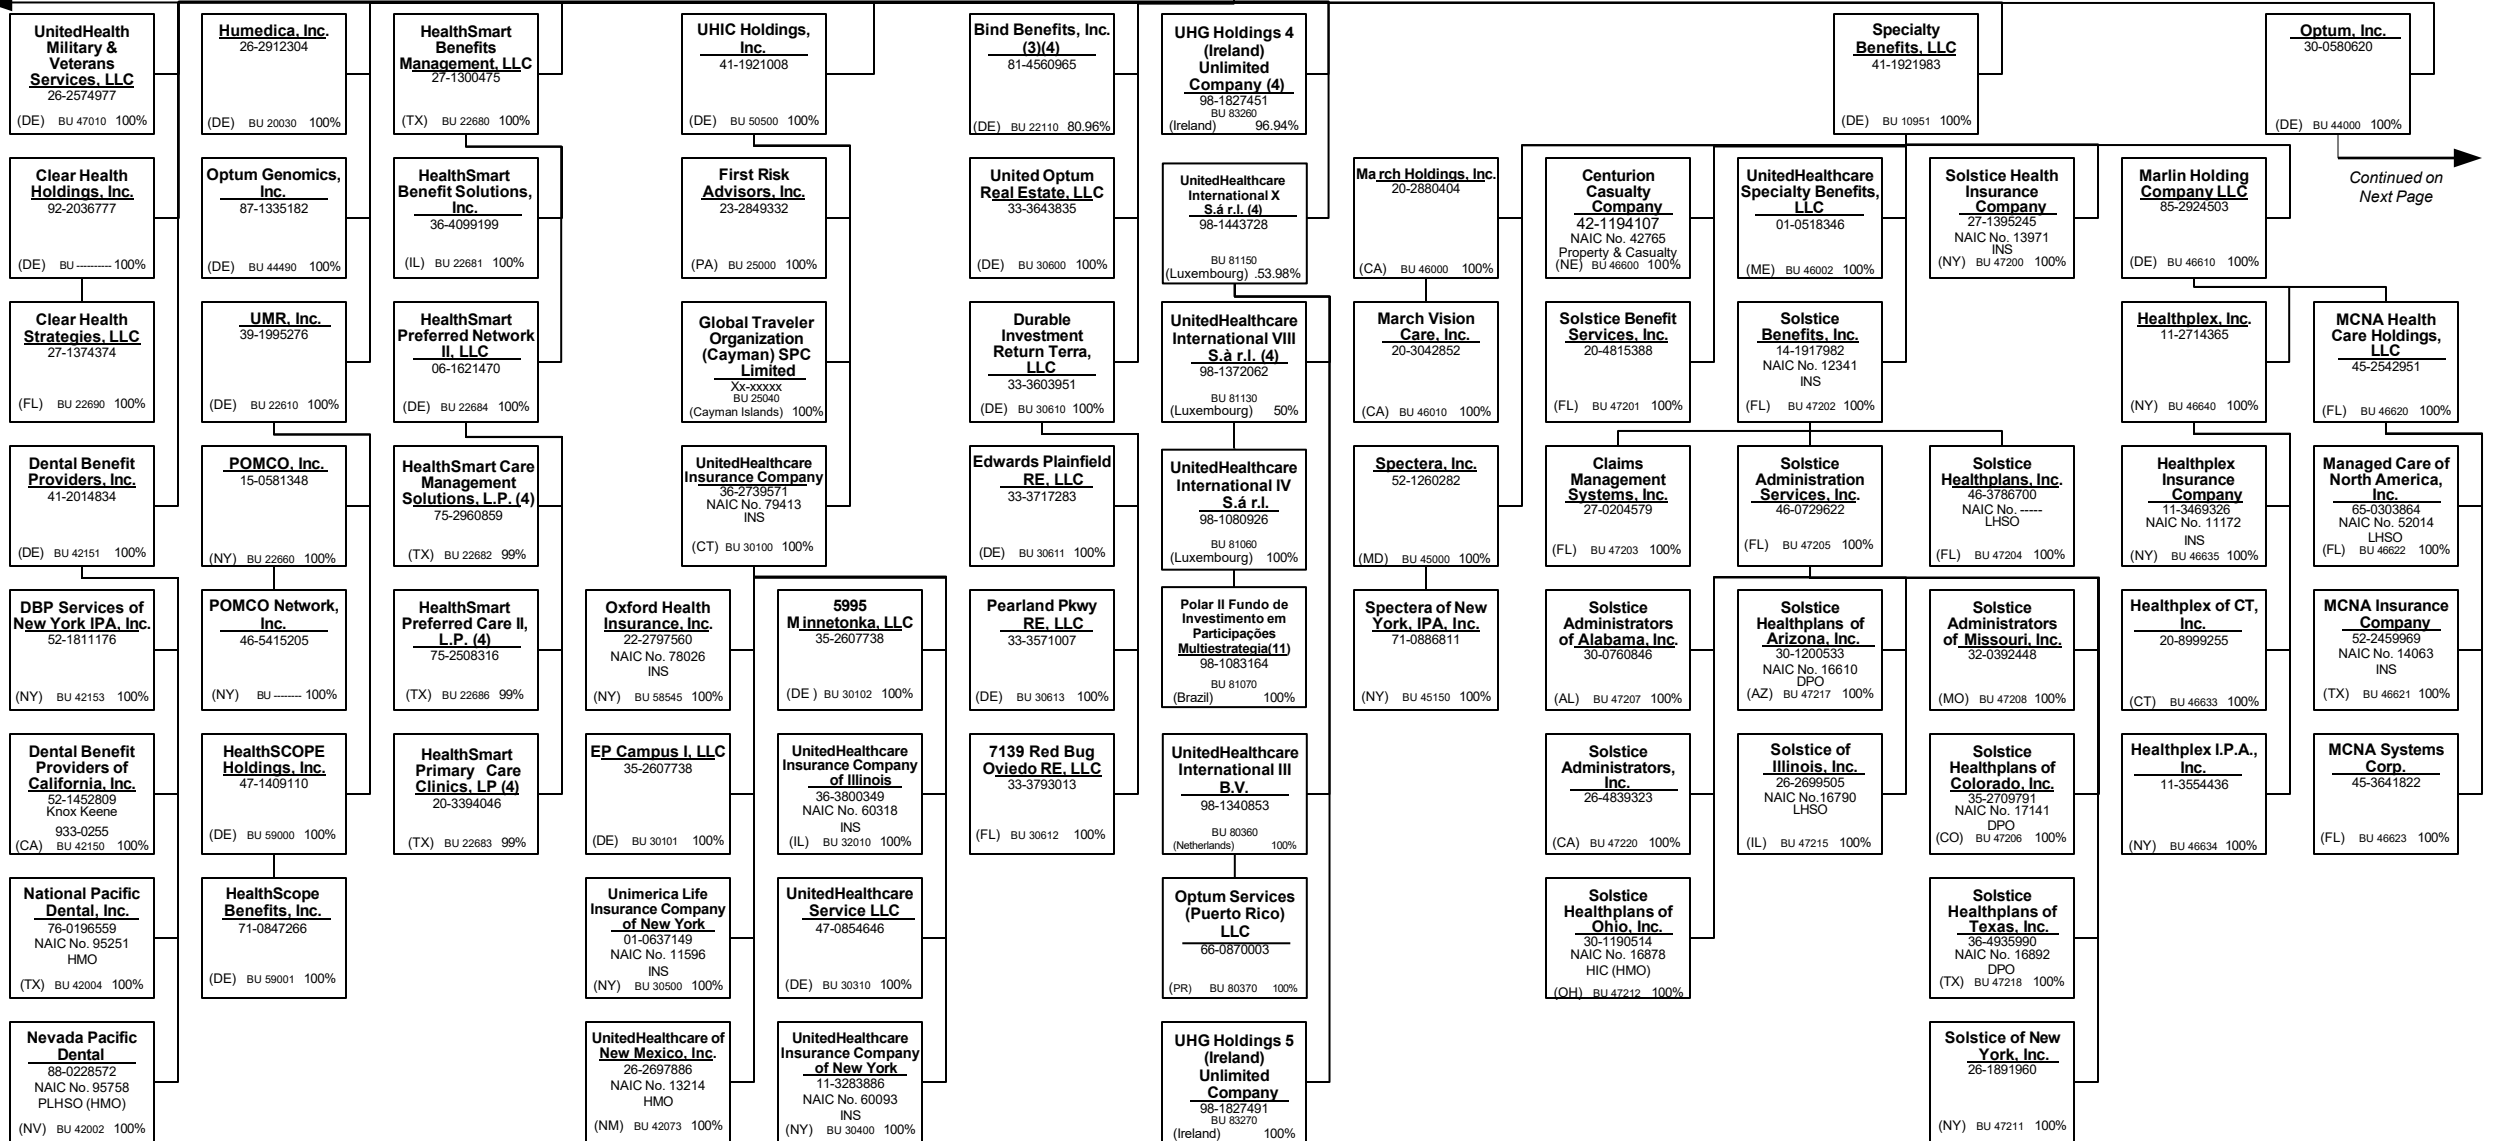 UnitedHealth
Military &
Veterans
Services, LLC
26-2574977
(DE) BU 47010 100%
Humedica, Inc.
26-2912304
(DE) BU 20030 100%
HealthSmart
Benefits
Management, LLC
27-1300475
(TX) BU 22680 100%
UHIC Holdings,
Inc.
41-1921008
(DE) BU 50500 100%
Bind Benefits, Inc.
(3)(4)
81-4560965
(DE) BU 22110 80.96%
UHG Holdings 4
(Ireland)
Unlimited
Company (4)
98-1827451
BU 83260
(Ireland) 96.94%
Specialty
Benefits, LLC
41-1921983
(DE) BU 10951 100%
Optum, Inc.
30-0580620
(DE) BU 44000 100%
Continued on
Next Page
Clear Health
Holdings, Inc.
92-2036777
(DE) BU ---------- 100%
Optum Genomics,
Inc.
87-1335182
(DE) BU 44490 100%
HealthSmart
Benefit Solutions,
Inc.
36-4099199
(IL) BU 22681 100%
First Risk
Advisors, Inc.
23-2849332
(PA) BU 25000 100%
United Optum
Real Estate, LLC
33-3643835
(DE) BU 30600 100%
UnitedHealthcare
International X
S.á r.l. (4)
98-1443728
BU 81150
(Luxembourg) .53.98%
March Holdings, Inc.
20-2880404
(CA) BU 46000 100%
Centurion
Casualty
Company
42-1194107
NAIC No. 42765
Property & Casualty
(NE) BU 46600 100%
UnitedHealthcare
Specialty Benefits,
LLC
01-0518346
(ME) BU 46002 100%
Solstice Health
Insurance
Company
27-1395245
NAIC No. 13971
INS
(NY) BU 47200 100%
Marlin Holding
Company LLC
85-2924503
(DE) BU 46610 100%
Clear Health
Strategies, LLC
27-1374374
(FL) BU 22690 100%
UMR, Inc.
39-1995276
(DE) BU 22610 100%
HealthSmart
Preferred Network
II, LLC
06-1621470
(DE) BU 22684 100%
Global Traveler
Organization
(Cayman) SPC
Limited
Xx-xxxxx
BU 25040
(Cayman Islands) 100%
Durable
Investment
Return Terra,
LLC
33-3603951
(DE) BU 30610 100%
UnitedHealthcare
International VIII
S.à r.l. (4)
98-1372062
BU 81130
(Luxembourg) 50%
March Vision
Care, Inc.
20-3042852
(CA) BU 46010 100%
Solstice Benefit
Services, Inc.
20-4815388
(FL) BU 47201 100%
Solstice
Benefits, Inc.
14-1917982
NAIC No. 12341
INS
(FL) BU 47202 100%
Healthplex, Inc.
11-2714365
(NY) BU 46640 100%
MCNA Health
Care Holdings,
LLC
45-2542951
(FL) BU 46620 100%
Dental Benefit
Providers, Inc.
41-2014834
(DE) BU 42151 100%
POMCO, Inc.
15-0581348
(NY) BU 22660 100%
HealthSmart Care
Management
Solutions, L.P. (4)
75-2960859
(TX) BU 22682 99%
UnitedHealthcare
Insurance Company
36-2739571
NAIC No. 79413
INS
(CT) BU 30100 100%
Edwards Plainfield
RE, LLC
33-3717283
(DE) BU 30611 100%
UnitedHealthcare
International IV
S.á r.l.
98-1080926
BU 81060
(Luxembourg) 100%
Spectera, Inc.
52-1260282
(MD) BU 45000 100%
Claims
Management
Systems, Inc.
27-0204579
(FL) BU 47203 100%
Solstice
Administration
Services, Inc.
46-0729622
(FL) BU 47205 100%
Solstice
Healthplans, Inc.
46-3786700
NAIC No. -----
LHSO
(FL) BU 47204 100%
Healthplex
Insurance
Company
11-3469326
NAIC No. 11172
INS
(NY) BU 46635 100%
Managed Care of
North America,
Inc.
65-0303864
NAIC No. 52014
LHSO
(FL) BU 46622 100%
DBP Services of
New York IPA, Inc.
52-1811176
(NY) BU 42153 100%
POMCO Network,
Inc.
46-5415205
(NY) BU -------- 100%
HealthSmart
Preferred Care II,
L.P. (4)
75-2508316
(TX) BU 22686 99%
Oxford Health
Insurance, Inc.
22-2797560
NAIC No. 78026
INS
(NY) BU 58545 100%
5995
Minnetonka, LLC
35-2607738
(DE ) BU 30102 100%
Pearland Pkwy
RE, LLC
33-3571007
(DE) BU 30613 100%
Polar II Fundo de
Investimento em
Participações
Multiestrategia(11)
98-1083164
BU 81070
(Brazil) 100%
Spectera of New
York, IPA, Inc.
71-0886811
(NY) BU 45150 100%
Solstice
Administrators
of Alabama, Inc.
30-0760846
(AL) BU 47207 100%
Solstice
Healthplans of
Arizona, Inc.
30-1200533
NAIC No. 16610
DPO
(AZ) BU 47217 100%
Solstice
Administrators
of Missouri, Inc.
32-0392448
(MO) BU 47208 100%
Healthplex of CT,
Inc.
20-8999255
(CT) BU 46633 100%
MCNA Insurance
Company
52-2459969
NAIC No. 14063
INS
(TX) BU 46621 100%
Dental Benefit
Providers of
California, Inc.
52-1452809
Knox Keene
933-0255
(CA) BU 42150 100%
HealthSCOPE
Holdings, Inc.
47-1409110
(DE) BU 59000 100%
HealthSmart
Primary Care
Clinics, LP (4)
20-3394046
(TX) BU 22683 99%
EP Campus I, LLC
35-2607738
(DE) BU 30101 100%
UnitedHealthcare
Insurance Company
of Illinois
36-3800349
NAIC No. 60318
INS
(IL) BU 32010 100%
7139 Red Bug
Oviedo RE, LLC
33-3793013
(FL) BU 30612 100%
UnitedHealthcare
International III
B.V.
98-1340853
BU 80360
(Netherlands) 100%
Solstice
Administrators,
Inc.
26-4839323
(CA) BU 47220 100%
Solstice of
Illinois, Inc.
26-2699505
NAIC No.16790
LHSO
(IL) BU 47215 100%
Solstice
Healthplans of
Colorado, Inc.
35-2709791
NAIC No. 17141
DPO
(CO) BU 47206 100%
Healthplex I.P.A.,
Inc.
11-3554436
(NY) BU 46634 100%
MCNA Systems
Corp.
45-3641822
(FL) BU 46623 100%
National Pacific
Dental, Inc.
76-0196559
NAIC No. 95251
HMO
(TX) BU 42004 100%
HealthScope
Benefits, Inc.
71-0847266
(DE) BU 59001 100%
Unimerica Life
Insurance Company
of New York
01-0637149
NAIC No. 11596
INS
(NY) BU 30500 100%
UnitedHealthcare
Service LLC
47-0854646
(DE) BU 30310 100%
Optum Services
(Puerto Rico)
LLC
66-0870003
(PR) BU 80370 100%
Solstice
Healthplans of
Ohio, Inc.
30-1190514
NAIC No. 16878
HIC (HMO)
(OH) BU 47212 100%
Solstice
Healthplans of
Texas, Inc.
36-4935990
NAIC No. 16892
DPO
(TX) BU 47218 100%
Nevada Pacific
Dental
88-0228572
NAIC No. 95758
PLHSO (HMO)
(NV) BU 42002 100%
UnitedHealthcare of
New Mexico, Inc.
26-2697886
NAIC No. 13214
HMO
(NM) BU 42073 100%
UnitedHealthcare
Insurance Company
of New York
11-3283886
NAIC No. 60093
INS
(NY) BU 30400 100%
UHG Holdings 5
(Ireland)
Unlimited
Company
98-1827491
BU 83270
(Ireland) 100%
Solstice of New
York, Inc.
26-1891960
(NY) BU 47211 100%